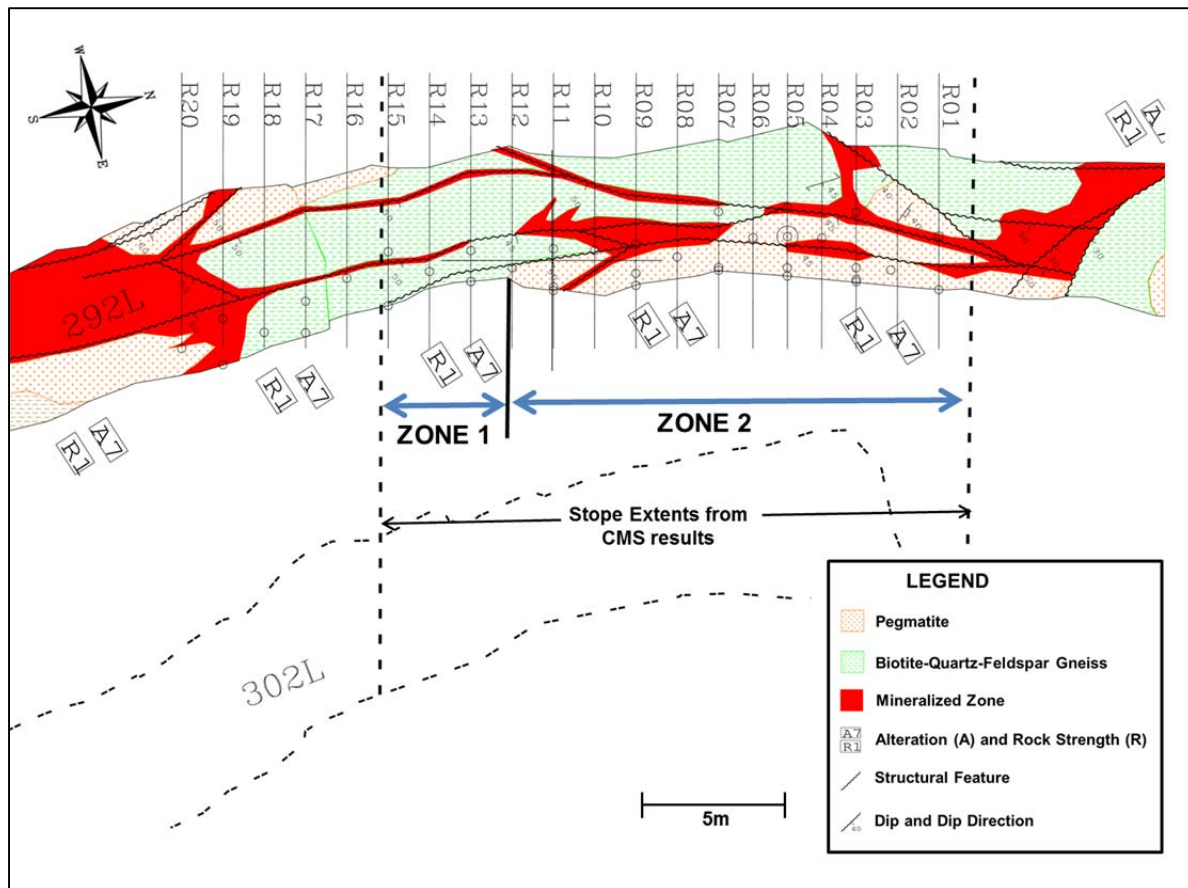 W
N
S
E
R20
R19
R18
R17
R16
R15
R14
R13
R12
R11
R10
R09
R08
R07
R06
R05
R04
R03
R02
R01
A7
R1
292L
R1 A7
R1 A7
R1 A7
R1 A7
R1 A7
ZONE 1
ZONE 2
Stope Extents from
CMS results
302L
5m
LEGEND
Pegmatite
Biotite-Quartz-Feldspar Gneiss
Mineralized Zone
A7
R1
Alteration (A) and Rock Strength (R)
Structural Feature
40
Dip and Dip Direction